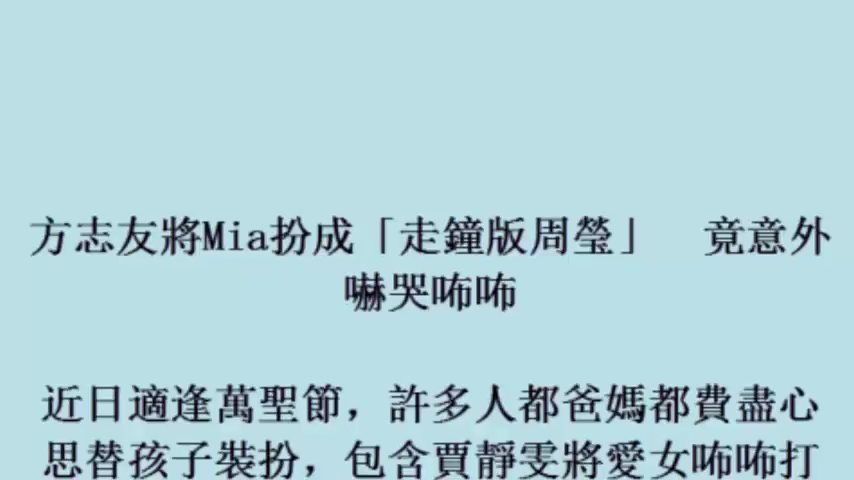 方志友將Mia扮成「走鐘版周瑩」　竟意外
嚇哭咘咘
近日適逢萬聖節，許多人都爸媽都費盡心
思替孩子裝扮，包含賈靜雯將愛女咘咘打